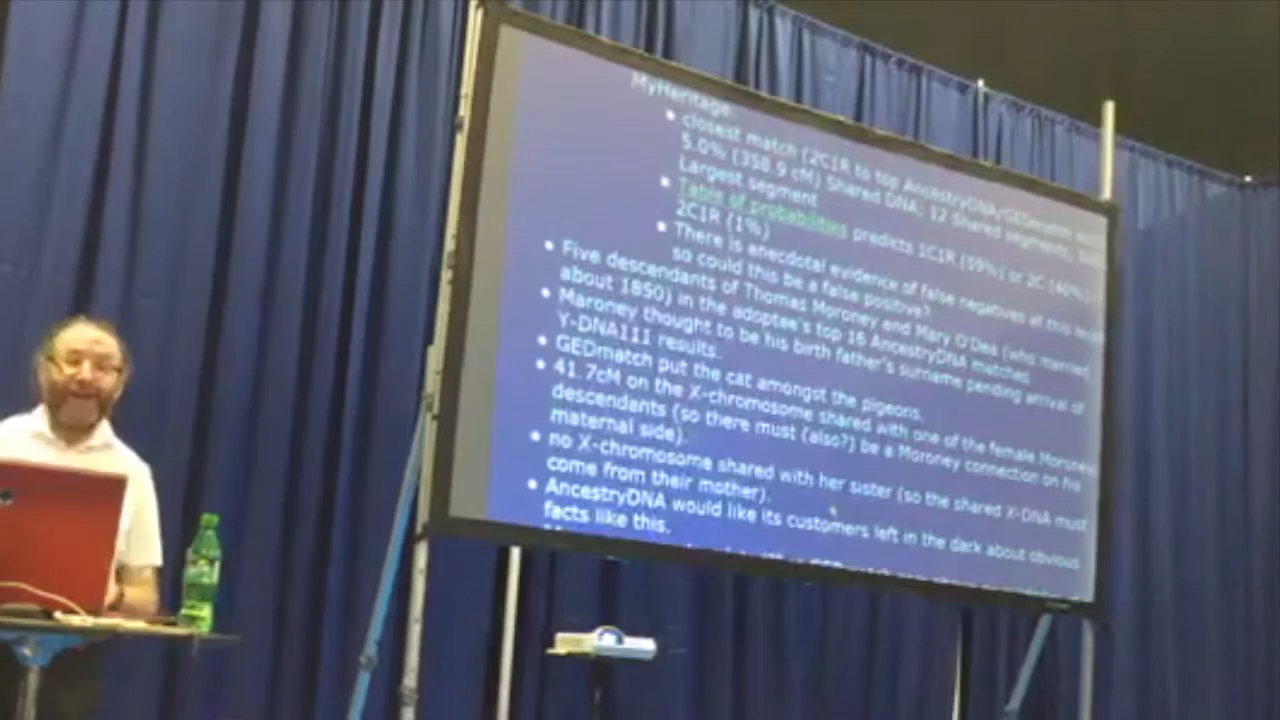 MyHeritage
• closest match (2C1R to top AncestryDNA/GEDmatch
5.0% (358.9 cM) Shared DNA, 12 Shared segments,
Largest segment
• Table of probabilities predicts 1C1R (59%) or 2C (40%)
2C1R (1%)
• There is anecdotal evidence of false negatives at this level
so could this be a false positive?
• Five descendants of Thomas Moroney and Mary O'Dea (who married
about 1850) in the adoptee's top 16 AncestryDNA matches.
• Maroney thought to be his birth father's surname pending arrival of
Y-DNA111 results.
• GEDmatch put the cat amongst the pigeons.
• 41.7cM on the X-chromosome shared with one of the female Moroney
descendants (so there must (also?) be a Moroney connection on his
maternal side).
• no X-chromosome shared with her sister (so the shared X-DNA must
come from their mother).
• AncestryDNA would like its customers left in the dark about obvious
facts like this.